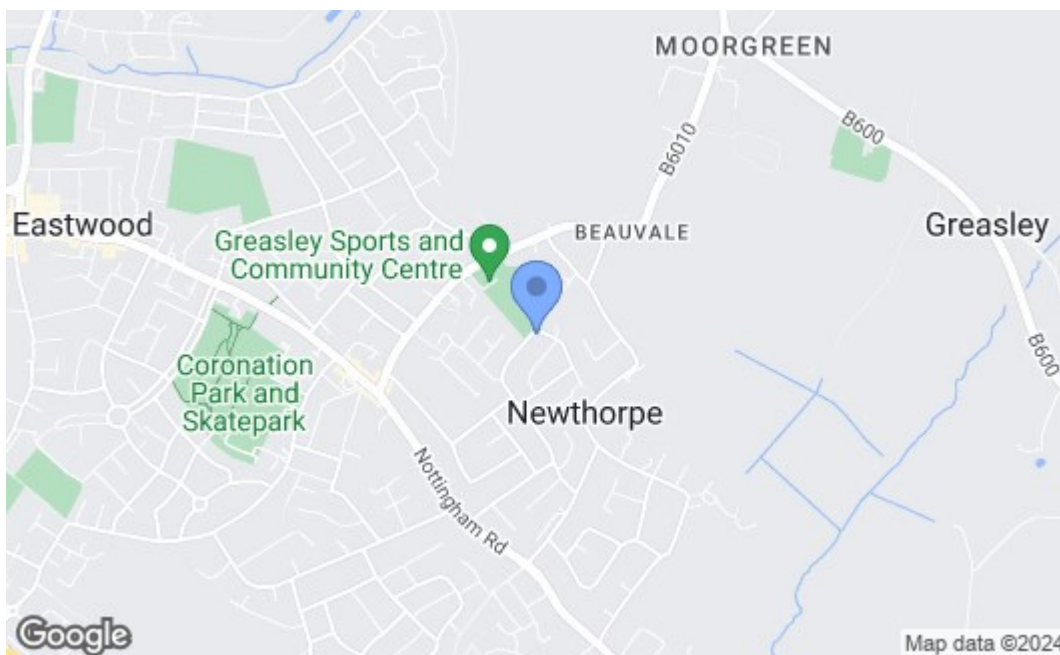 MOORGREEN
B600
B6010
Eastwood
Greasley Sports and
Community Centre
BEAUVALE
Greasley
B600
Coronation
Park and
Skatepark
Newthorpe
Nottingham Rd
Google
Map data ©2024